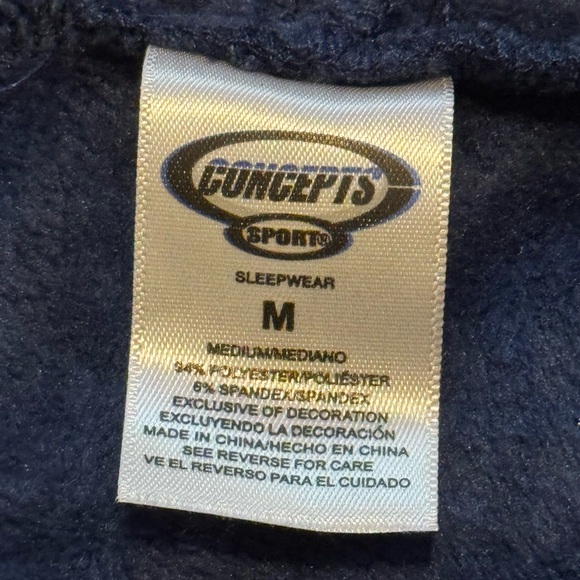 CONCEPTS
SPORT®
SLEEPWEAR
M
MEDIUM/MEDIANO
94% POLYESTER/POLIÉSTER
6% SPANDEX/SPANDEX
EXCLUSIVE OF DECORATION
EXCLUYENDO LA DECORACIÓN
MADE IN CHINA/HECHO EN CHINA
SEE REVERSE FOR CARE
VE EL REVERSO PARA EL CUIDADO